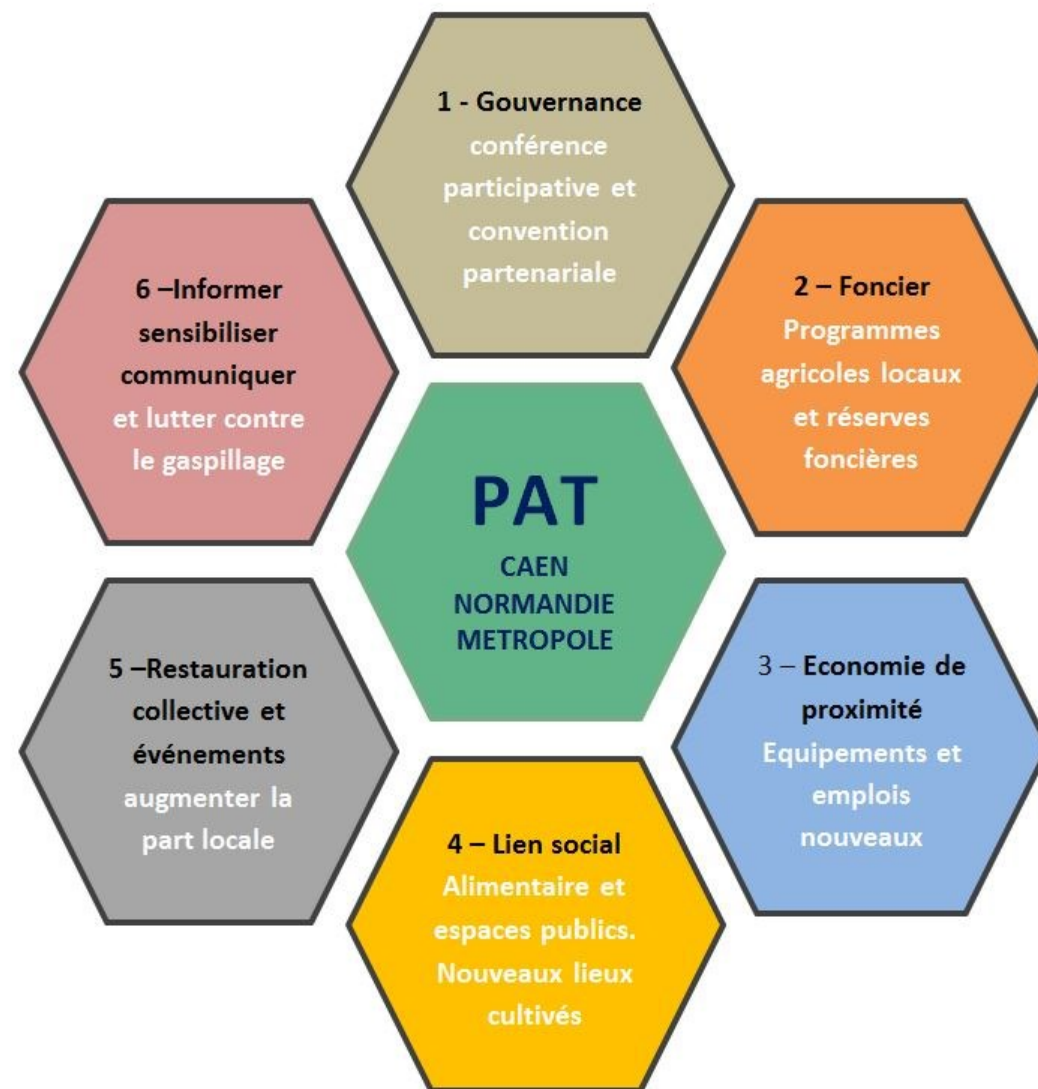 1 - Gouvernance
conférence
participative et
convention
partenariale
2 – Foncier
Programmes
agricoles locaux
et réserves
foncières
3 – Economie de
proximité
Equipements et
emplois
nouveaux
4 – Lien social
Alimentaire et
espaces publics.
Nouveaux lieux
cultivés
5 –Restauration
collective et
événements
augmenter la
part locale
6 –Informer
sensibiliser
communiquer
et lutter contre
le gaspillage
PAT
CAEN
NORMANDIE
METROPOLE